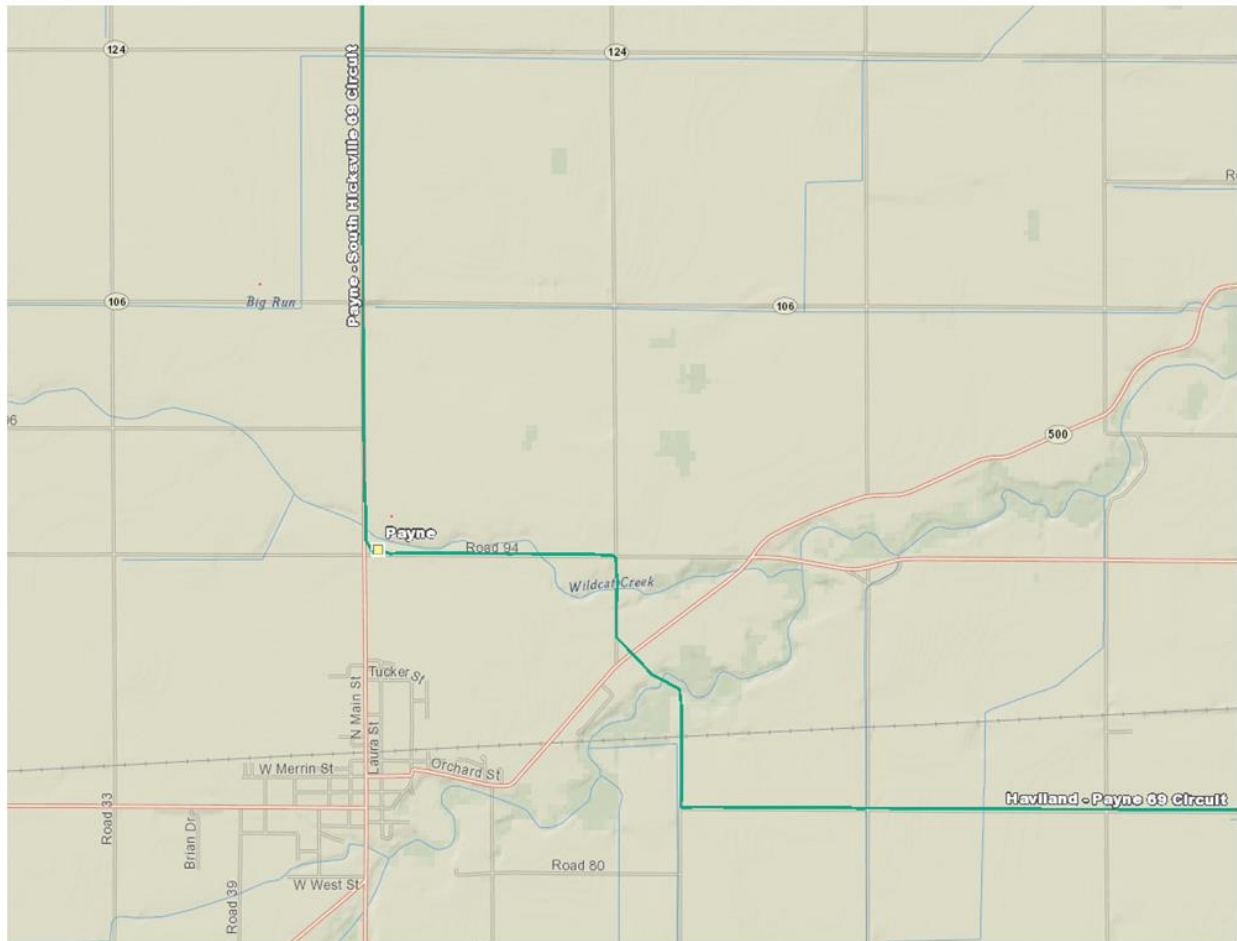 124
124
Payne - South Hicksville 69 Circuit
Big Run
106
106
500
Payne
Road 94
Wildcat Creek
Tucker St
N Main St
Laura St
W Merrin St
Orchard St
Haviland - Payne 69 Circuit
Road 33
Brian Dr
Road 39
W West St
Road 80